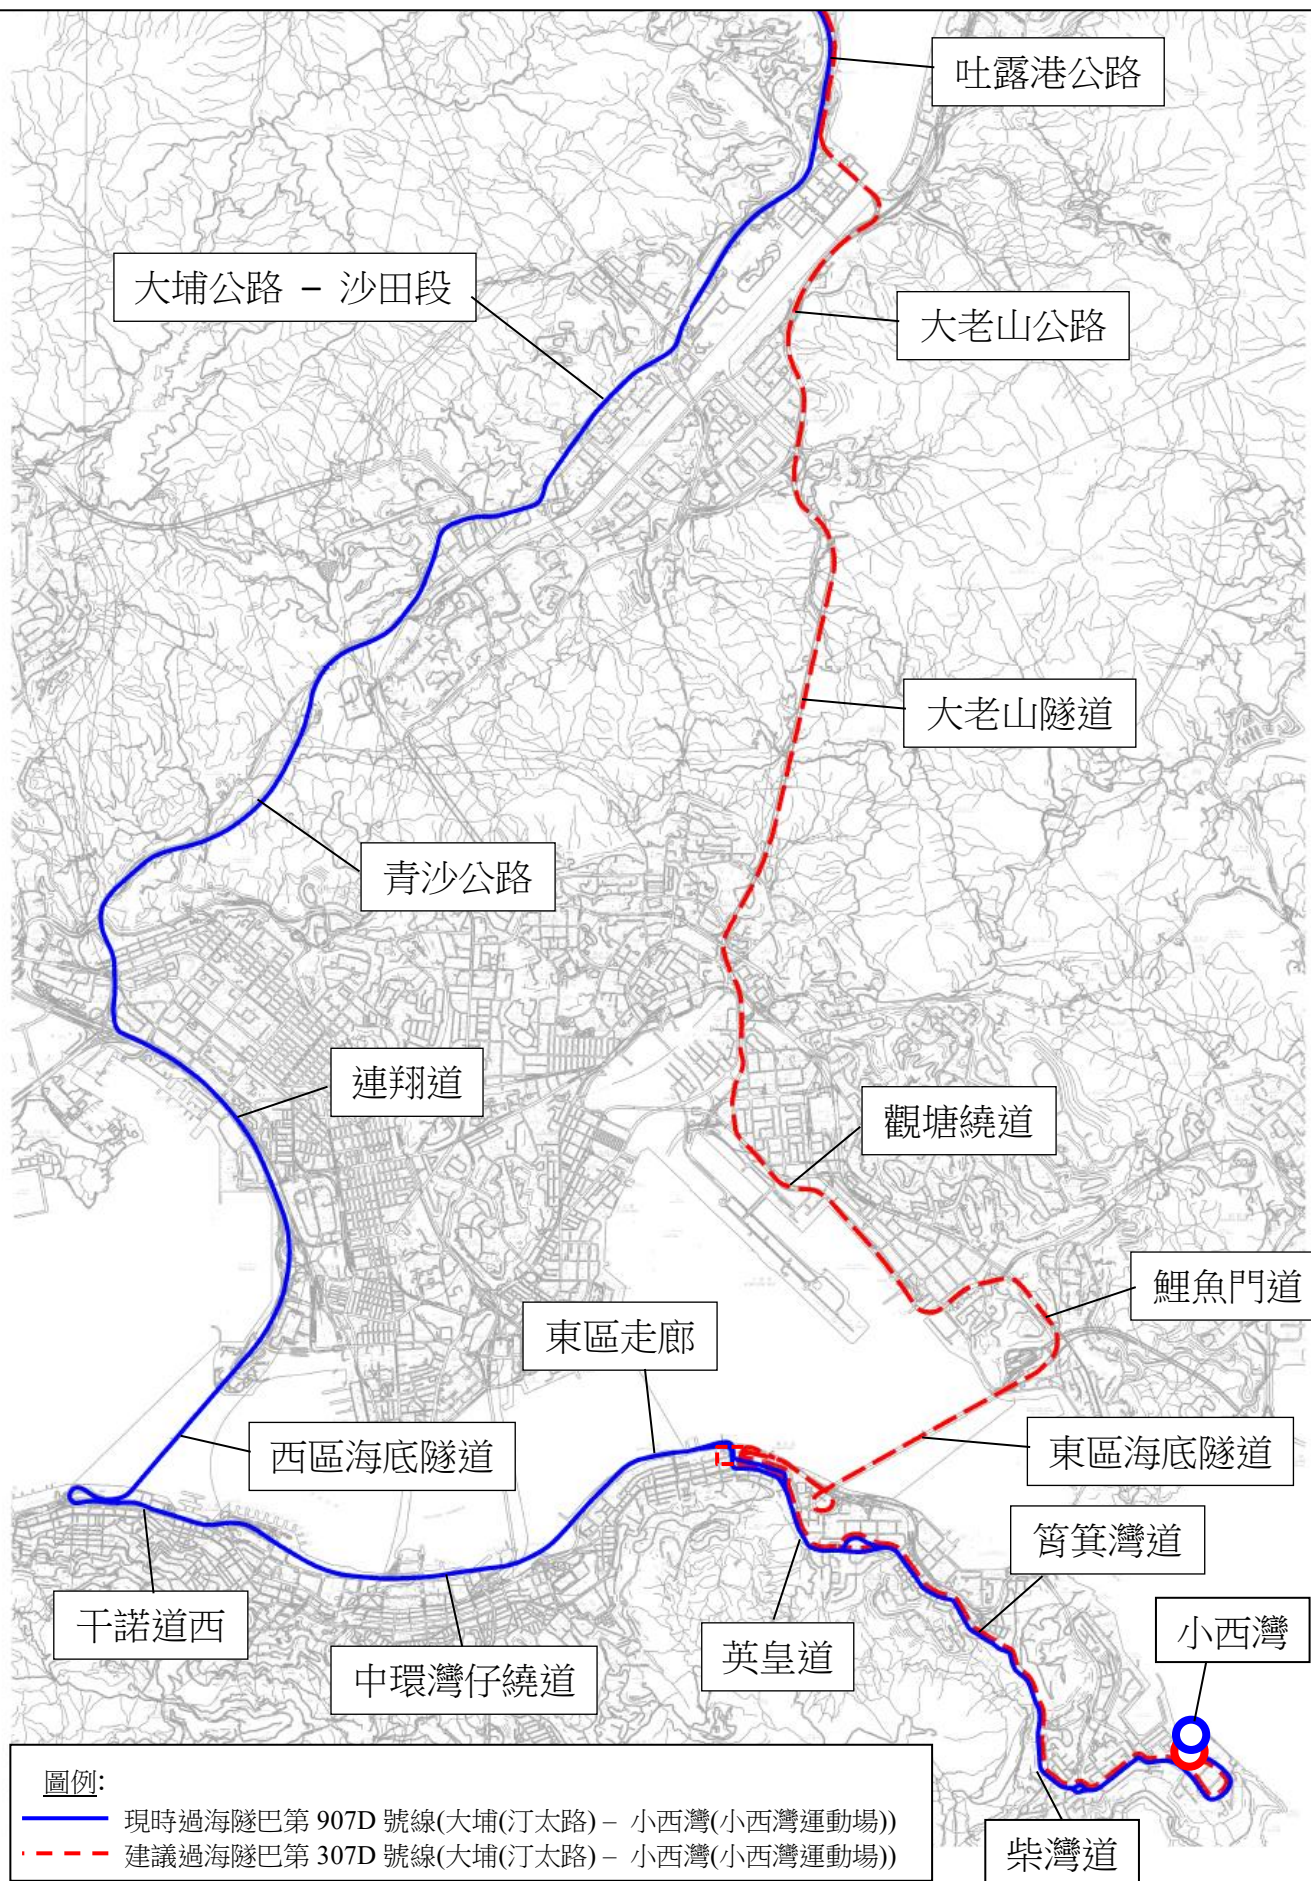 吐露港公路
大埔公路 – 沙田段
大老山公路
大老山隧道
青沙公路
連翔道
觀塘繞道
鯉魚門道
東區走廊
西區海底隧道
東區海底隧道
筲箕灣道
干諾道西
中環灣仔繞道
英皇道
小西灣
柴灣道
圖例:
現時過海隧巴第 907D 號線(大埔(汀太路) – 小西灣(小西灣運動場))
建議過海隧巴第 307D 號線(大埔(汀太路) – 小西灣(小西灣運動場))